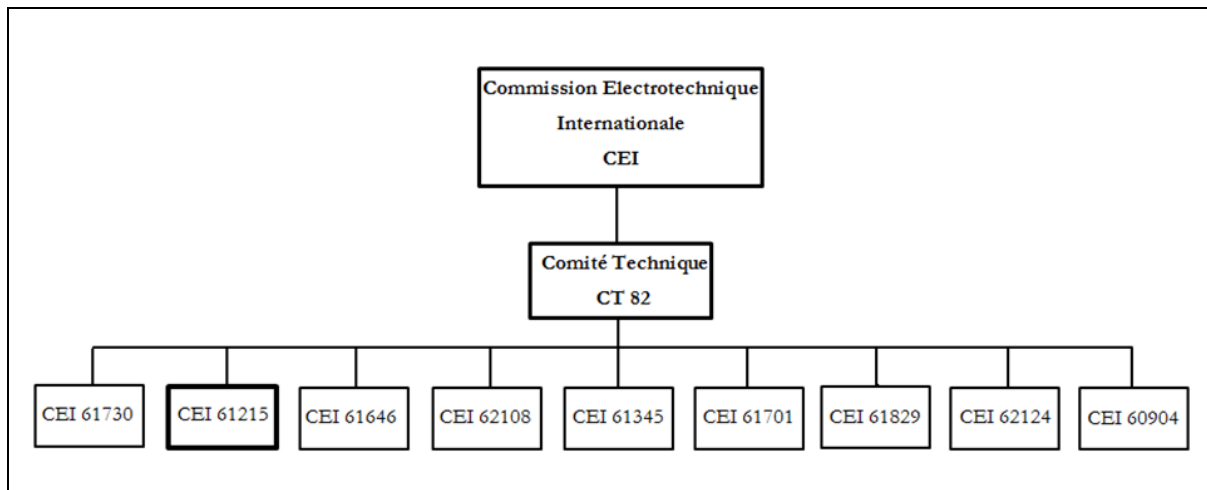 Commission Electrotechnique
Internationale
CEI
Comité Technique
CT 82
CEI 61730
CEI 61215
CEI 61646
CEI 62108
CEI 61345
CEI 61701
CEI 61829
CEI 62124
CEI 60904